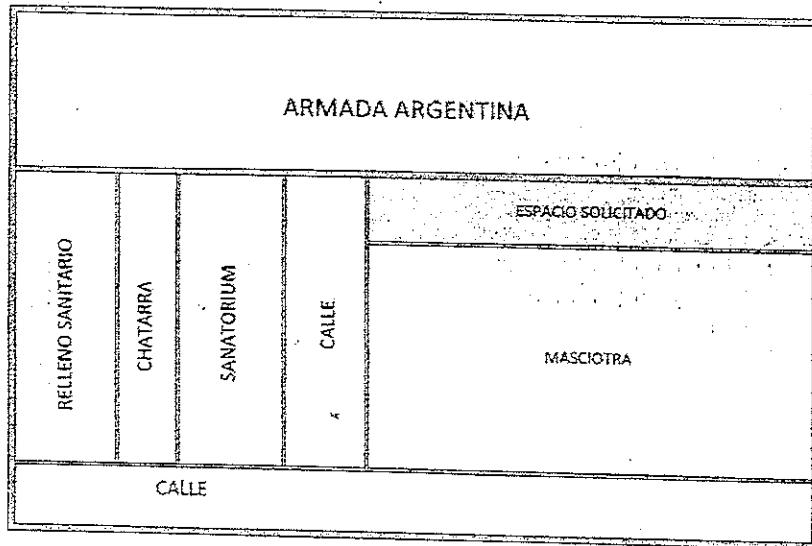 ARMADA ARGENTINA
RELLENO SANITARIO
CHATARRA
SANATORIUM
CALLE
ESPACIO SOLICITADO
MASCIOTRA
CALLE